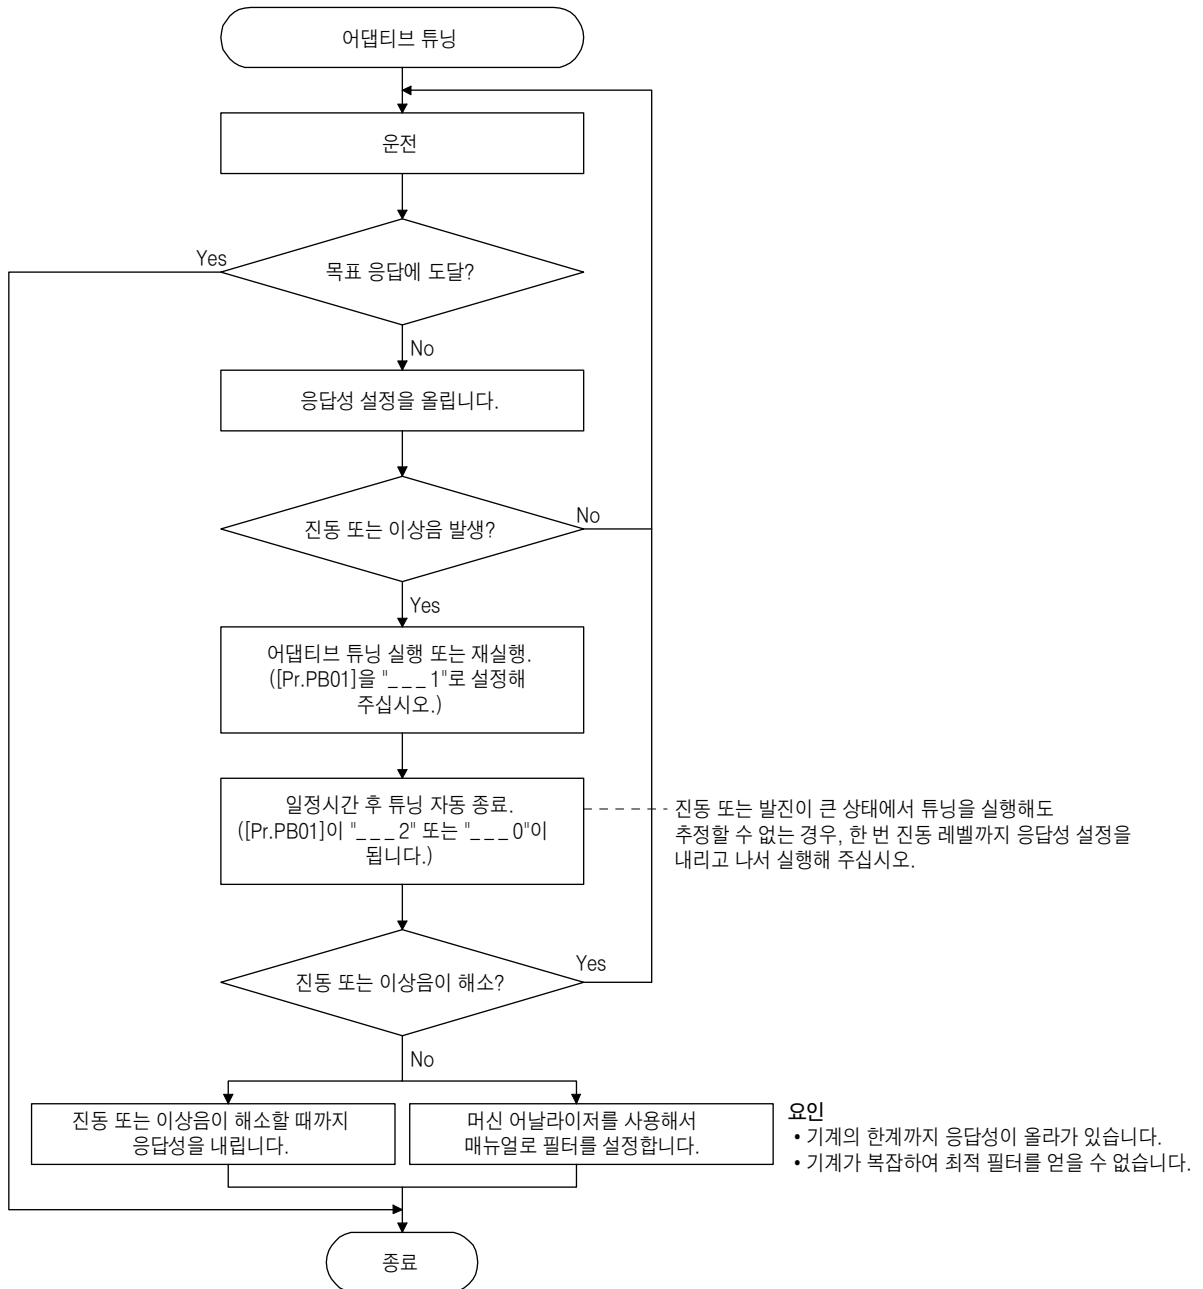 어댑티브 튜닝
운전
Yes
목표 응답에 도달?
No
응답성 설정을 올립니다.
진동 또는 이상음 발생?
No
Yes
어댑티브 튜닝 실행 또는 재실행.
([Pr.PB01]을 "_ _ _ 1"로 설정해
주십시오.)
일정시간 후 튜닝 자동 종료.
([Pr.PB01]이 "_ _ _ 2" 또는 "_ _ _ 0"이
됩니다.)
진동 또는 발진이 큰 상태에서 튜닝을 실행해도
추정할 수 없는 경우, 한 번 진동 레벨까지 응답성 설정을
내리고 나서 실행해 주십시오.
진동 또는 이상음이 해소?
Yes
No
진동 또는 이상음이 해소할 때까지
응답성을 내립니다.
머신 어날라이저를 사용해서
매뉴얼로 필터를 설정합니다.
요인
• 기계의 한계까지 응답성이 올라가 있습니다.
• 기계가 복잡하여 최적 필터를 얻을 수 없습니다.
종료